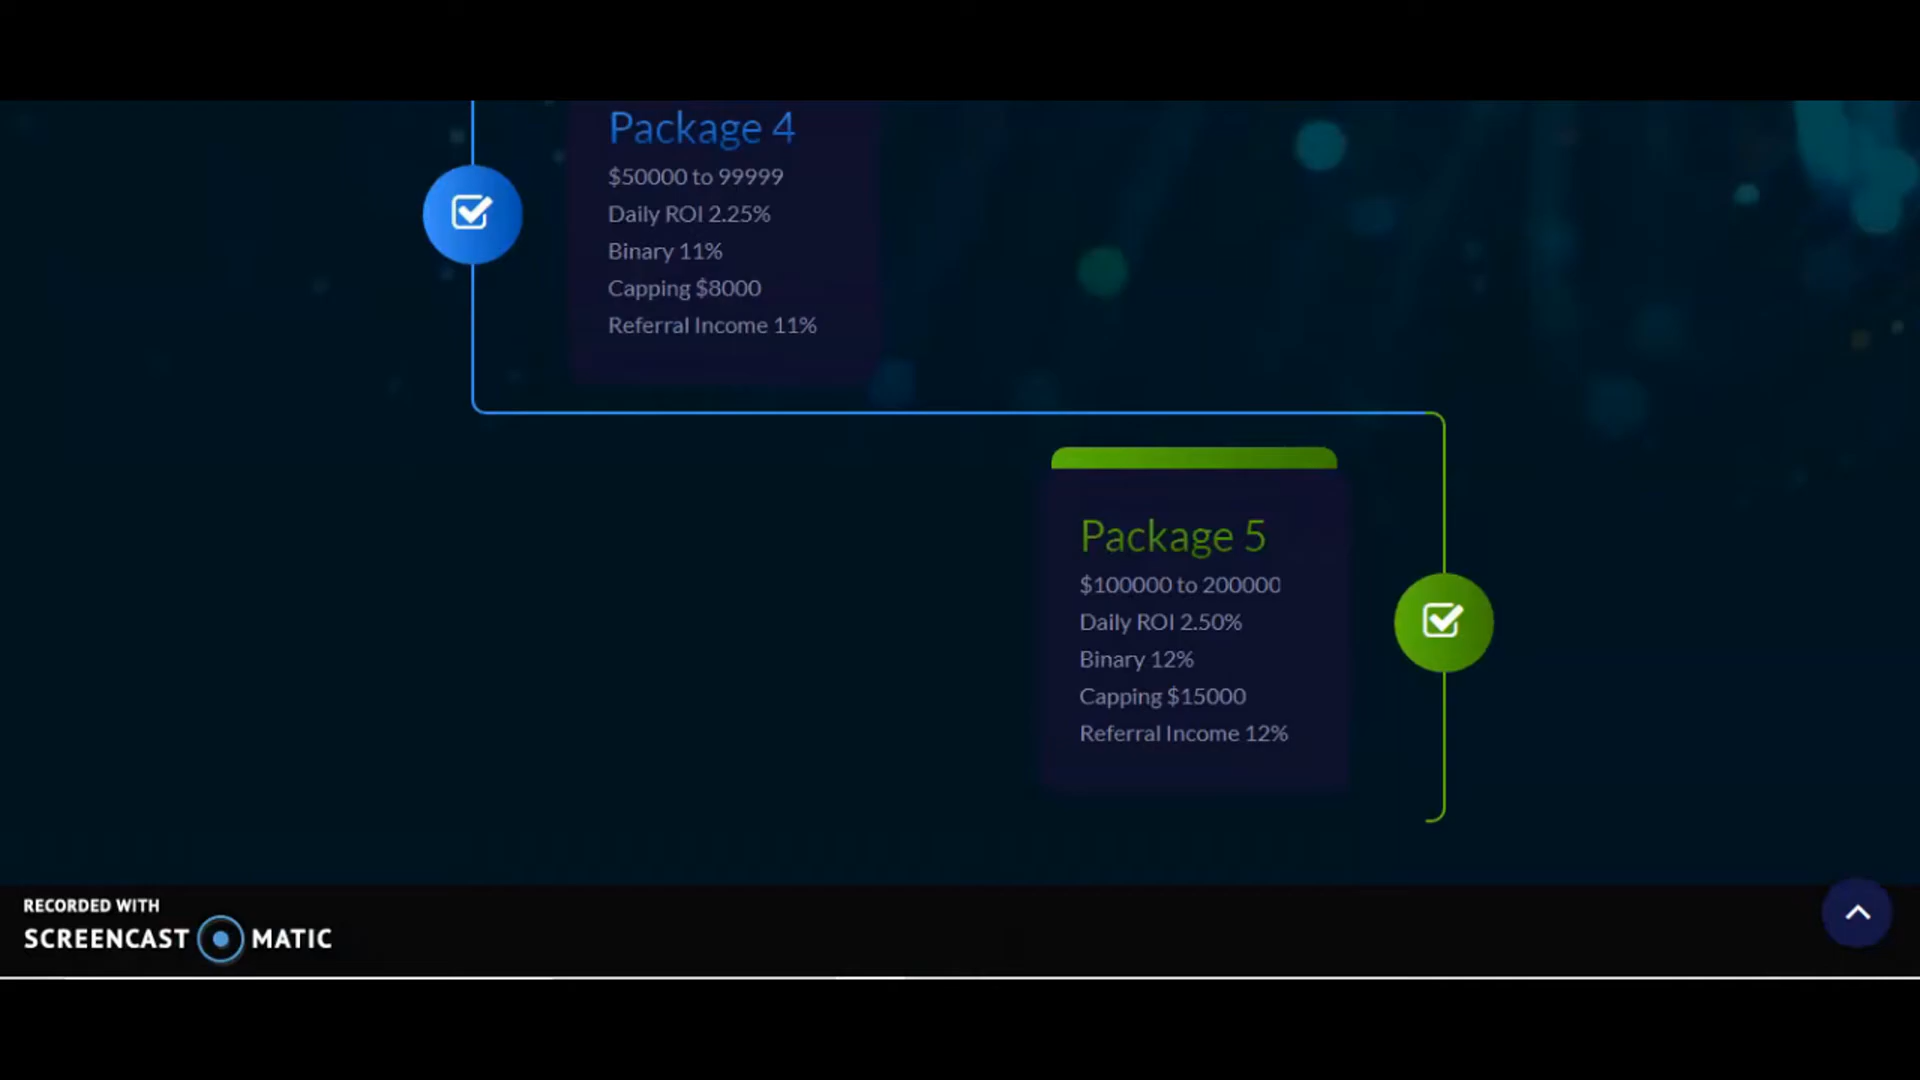 Package 4
$50000 to 99999
Daily ROI 2.25%
Binary 11%
Capping $8000
Referral Income 11%
Package 5
$100000 to 200000
Daily ROI 2.50%
Binary 12%
Capping $15000
Referral Income 12%
RECORDED WITH
SCREENCAST MATIC